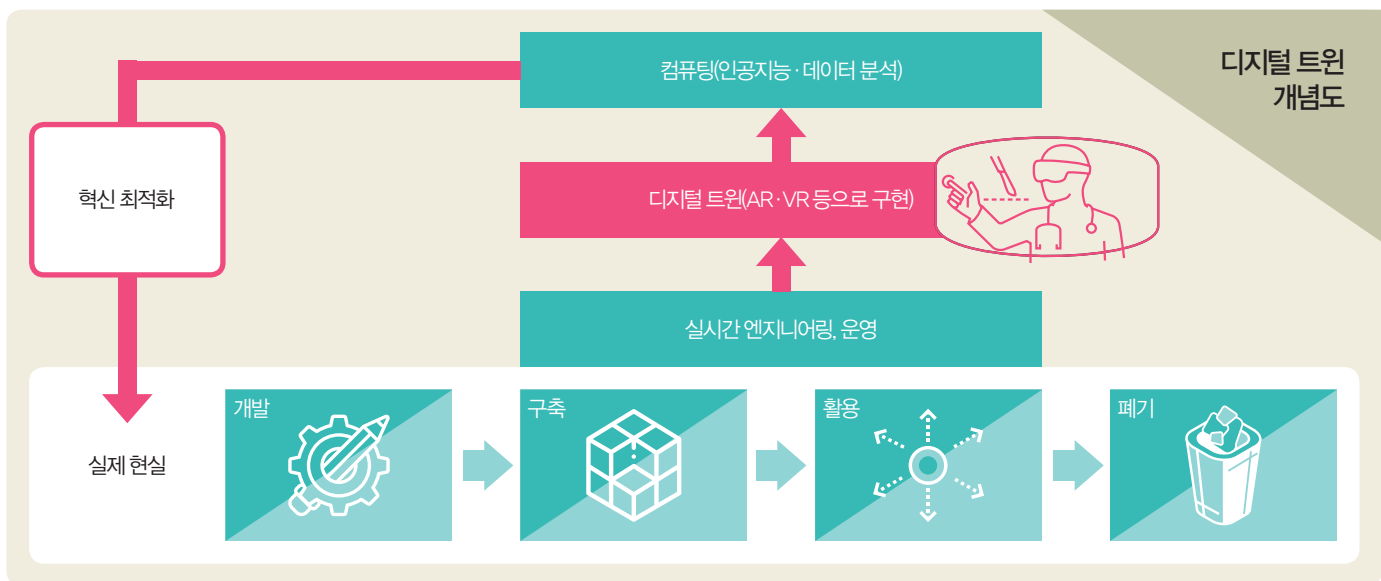 디지털 트윈
개념도
컴퓨팅(인공지능·데이터 분석)
혁신 최적화
디지털 트윈(AR·VR 등으로 구현)
실시간 엔지니어링, 운영
실제 현실
개발
구축
활용
폐기